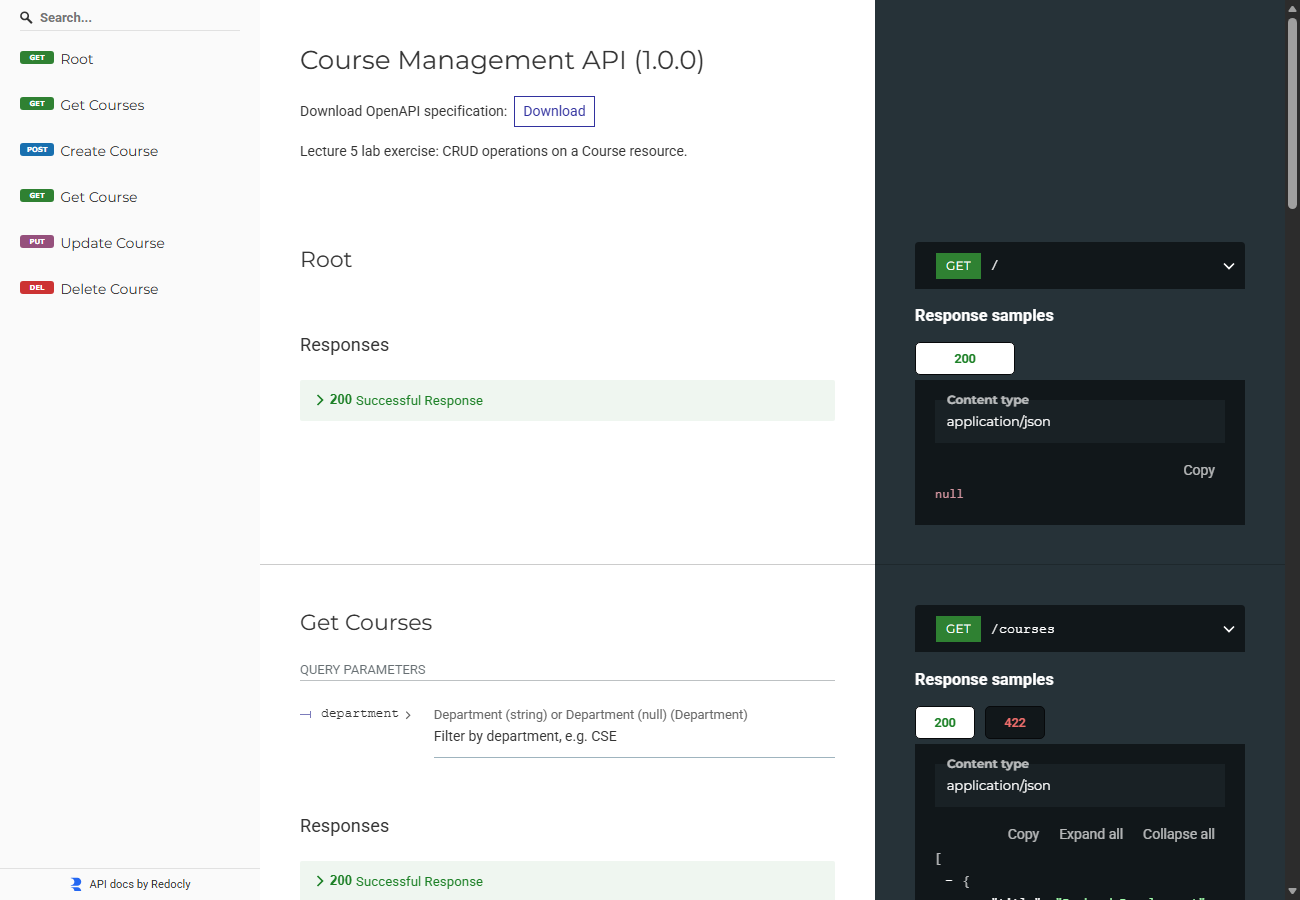 Search...
GET Root
GET Get Courses
POST Create Course
GET Get Course
PUT Update Course
DEL Delete Course
API docs by Redocly
Course Management API (1.0.0)
Download OpenAPI specification: Download
Lecture 5 lab exercise: CRUD operations on a Course resource.
Root
Responses
200 Successful Response
GET /
Response samples
200
Content type
application/json
Copy
null
Get Courses
QUERY PARAMETERS
department
Department (string) or Department (null) (Department)
Filter by department, e.g. CSE
Responses
200 Successful Response
GET /courses
Response samples
200 422
Content type
application/json
Copy Expand all Collapse all
[
− {